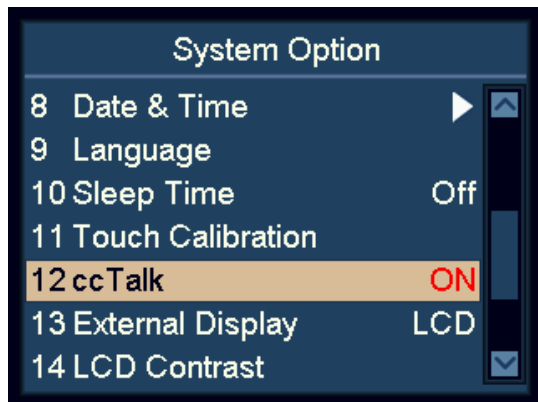 System Option
8 Date & Time
9 Language
10 Sleep Time Off
11 Touch Calibration
12 ccTalk ON
13 External Display LCD
14 LCD Contrast